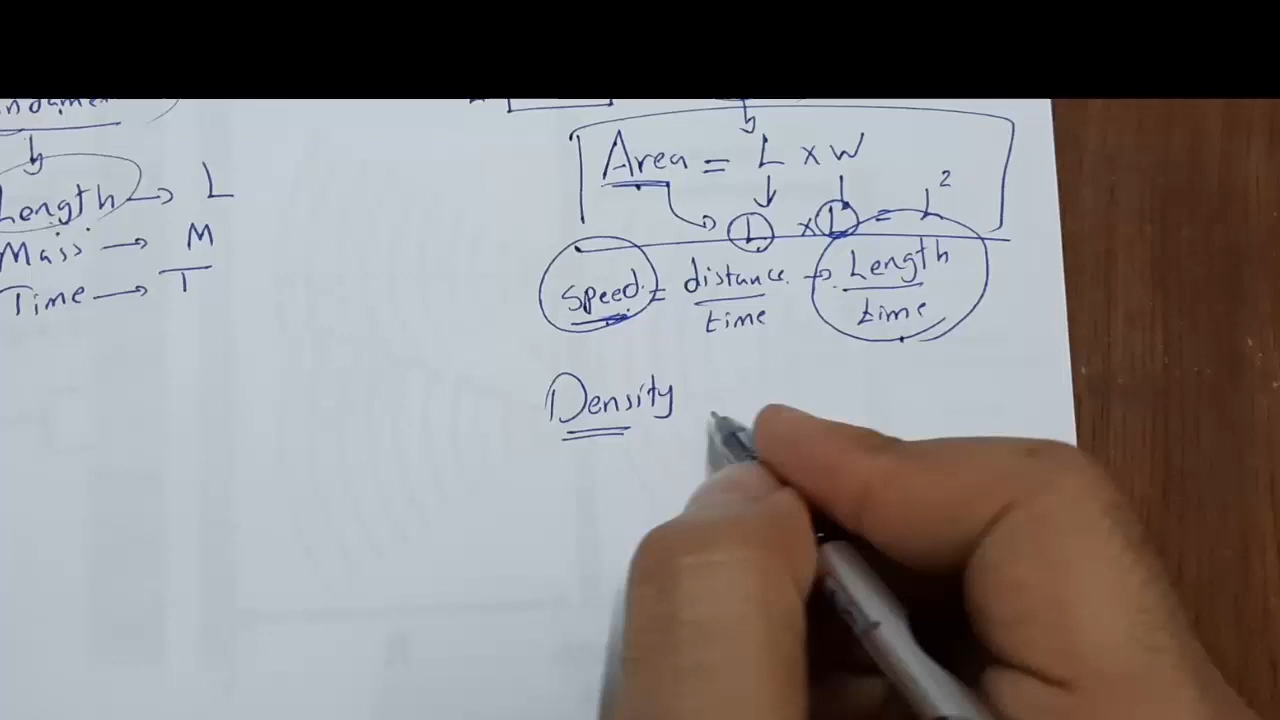 Length → L
Mass → M
Time → T
Area = L x W
L x L = L²
Speed = distance → Length
time time
Density